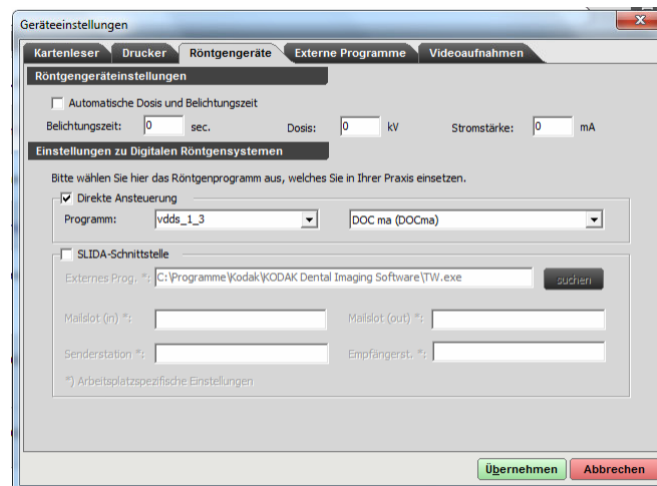 Geräteeinstellungen
Kartenleser Drucker Röntgengeräte Externe Programme Videoaufnahmen
Röntgengeräteinstellungen
Automatische Dosis und Belichtungszeit
Belichtungszeit: 0 sec. Dosis: 0 kV Stromstärke: 0 mA
Einstellungen zu Digitalen Röntgensystemen
Bitte wählen Sie hier das Röntgenprogramm aus, welches Sie in Ihrer Praxis einsetzen.
Direkte Ansteuerung
Programm: vdds_1_3 DOC ma (DOCma)
SLIDA-Schnittstelle
Externes Prog. *: C:\Programme\Kodak\KODAK Dental Imaging Software\TW.exe suchen
Mailslot (in) *: Mailslot (out) *:
Senderstation *: Empfängerst. *:
*) Arbeitsplatzspezifische Einstellungen
Übernehmen Abbrechen